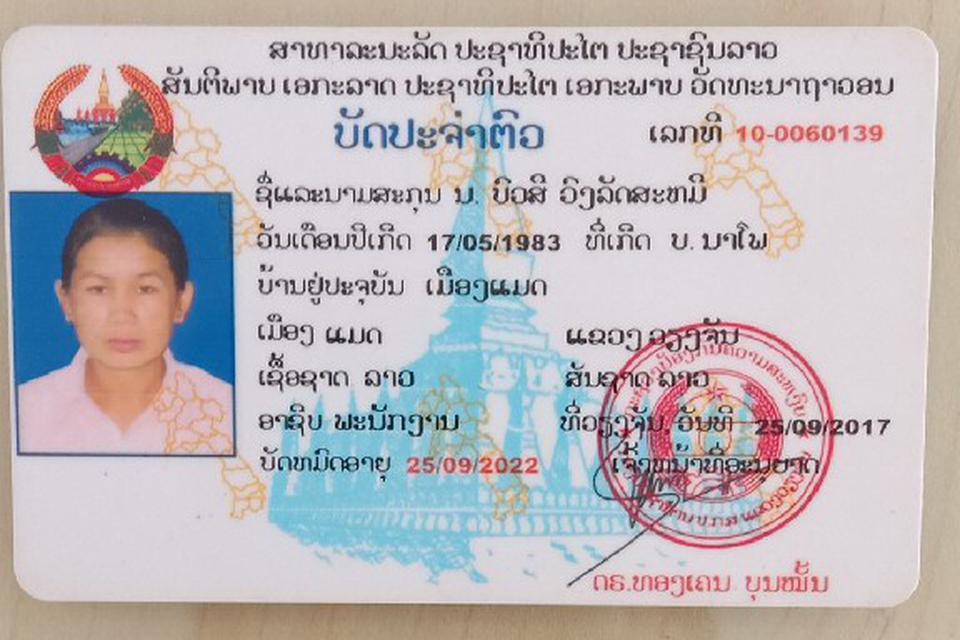 ສາທາລະນະລັດ ປະຊາທິປະໄຕ ປະຊາຊົນລາວ
ສັນຕິພາບ ເອກະລາດ ປະຊາທິປະໄຕ ເອກະພາບ ວັດທະນາຖາວອນ
ບັດປະຈຳຕົວ ເລກທີ 10-0060139
ຊື່ແລະນາມສະກຸນ ນ. ບົວສີ ວົງລັດສະຫມີ
ວັນເດືອນປີເກີດ 17/05/1983 ທີ່ເກີດ ບ. ນາໂພ
ບ້ານຢູ່ປະຈຸບັນ ເມືອງແມດ
ເມືອງ ແມດ ແຂວງ ວຽງຈັນ
ເຊື້ອຊາດ ລາວ ສັນຊາດ ລາວ
ອາຊີບ ພະນັກງານ ທີ່ວຽງຈັນ, ວັນທີ 25/09/2017
ບັດຫມົດອາຍຸ 25/09/2022 ເຈົ້າຫນ້າທີ່ອະນຸຍາດ
ດຣ.ທອງເຄນ ບຸນໝັ້ນ